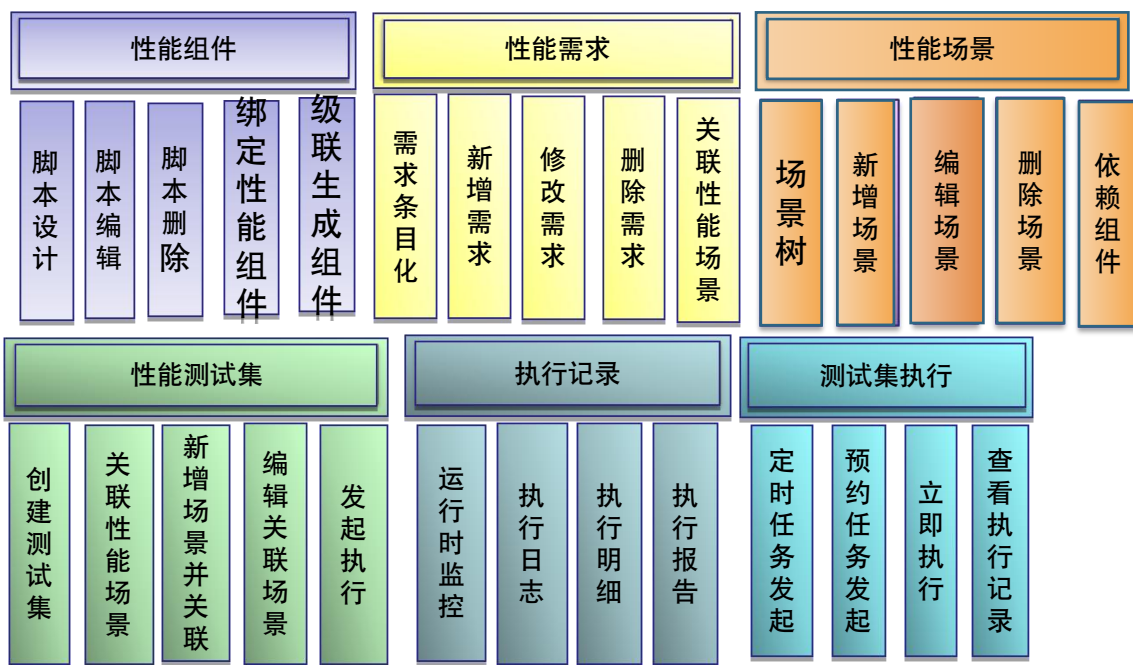 性能组件
脚本设计
脚本编辑
脚本删除
绑定性能组件
级联生成组件
性能需求
需求条目化
新增需求
修改需求
删除需求
关联性能场景
性能场景
场景树
新增场景
编辑场景
删除场景
依赖组件
性能测试集
创建测试集
关联性能场景
新增场景并关联
编辑关联场景
发起执行
执行记录
运行时监控
执行日志
执行明细
执行报告
测试集执行
定时任务发起
预约任务发起
立即执行
查看执行记录